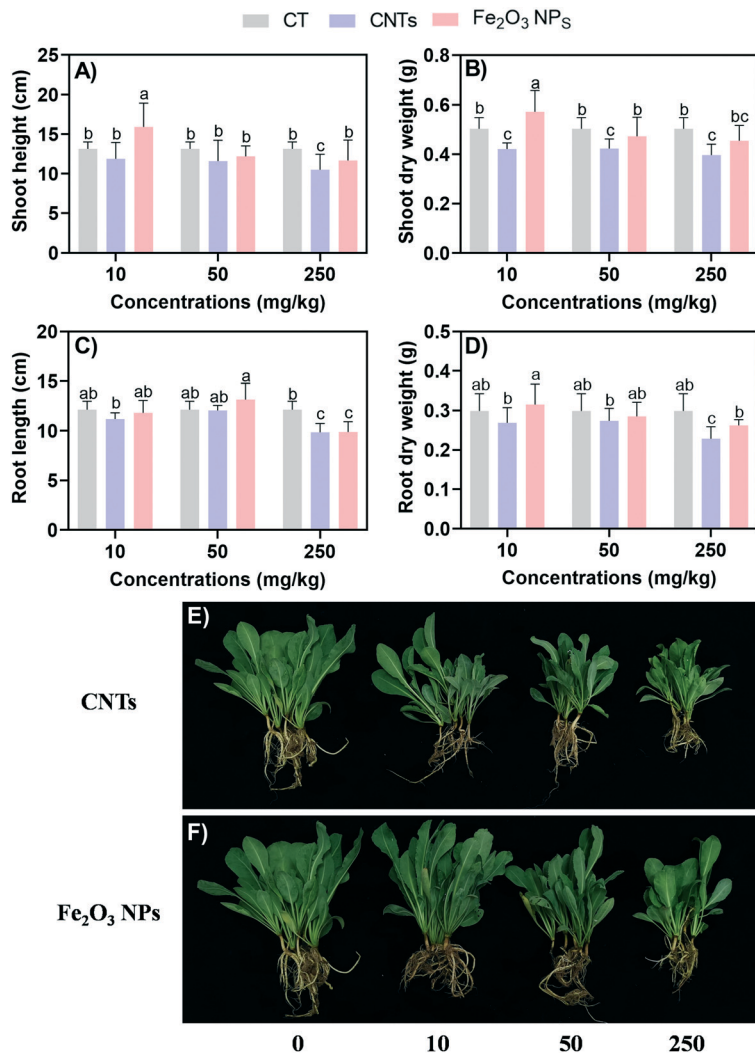 CT CNTs Fe₂O₃ NPS
A)
Shoot height (cm)
25
20
15
10
5
0
b b a b b b b c b
10 50 250
Concentrations (mg/kg)
B)
Shoot dry weight (g)
0.8
0.6
0.4
0.2
0.0
b c a b c b b c bc
10 50 250
Concentrations (mg/kg)
C)
Root length (cm)
20
15
10
5
0
ab b ab ab ab a b c c
10 50 250
Concentrations (mg/kg)
D)
Root dry weight (g)
0.5
0.4
0.3
0.2
0.1
0.0
ab b a ab b ab ab c b
10 50 250
Concentrations (mg/kg)
E)
CNTs
F)
Fe₂O₃ NPs
0 10 50 250